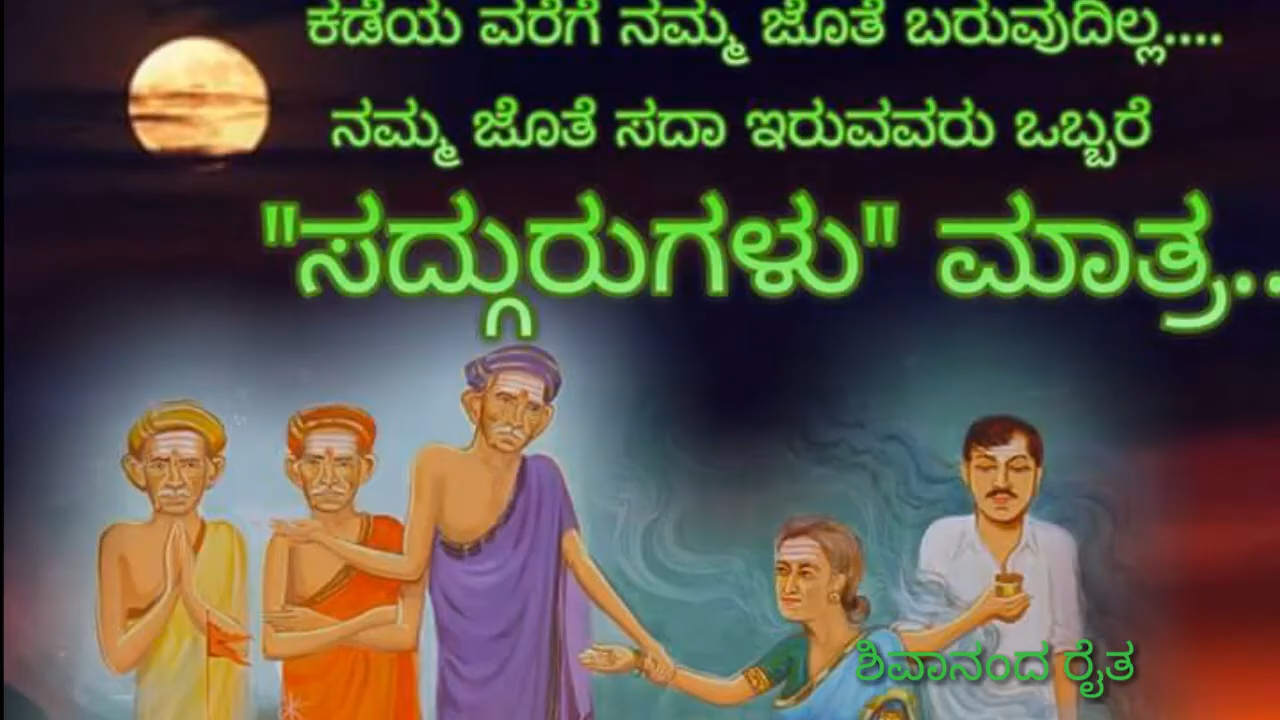 ಕಡೆಯ ವರೆಗೆ ನಮ್ಮ ಜೊತೆ ಬರುವುದಿಲ್ಲ....
ನಮ್ಮ ಜೊತೆ ಸದಾ ಇರುವವರು ಒಬ್ಬರೆ
"ಸದ್ಗುರುಗಳು" ಮಾತ್ರ..
ಶಿವಾನಂದ ರೈತ